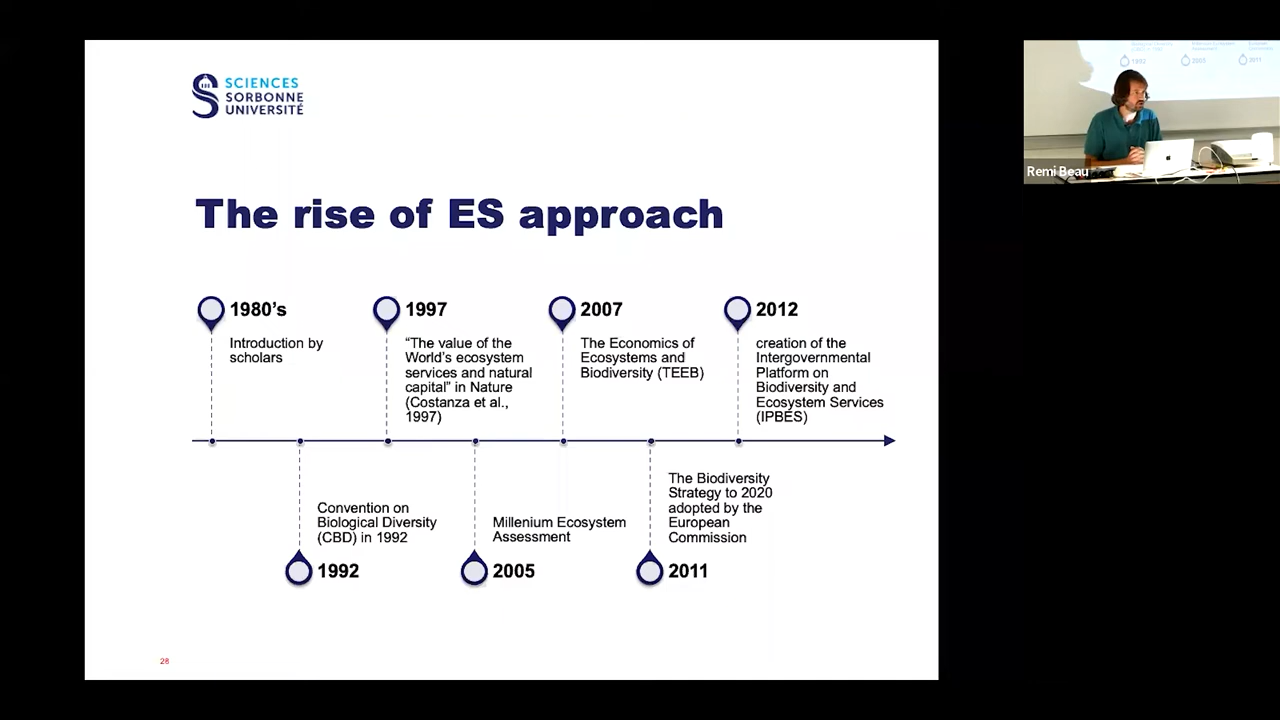 SCIENCES
SORBONNE
UNIVERSITÉ
The rise of ES approach
1980's
Introduction by
scholars
1997
“The value of the
World's ecosystem
services and natural
capital” in Nature
(Costanza et al.,
1997)
2007
The Economics of
Ecosystems and
Biodiversity (TEEB)
2012
creation of the
Intergovernmental
Platform on
Biodiversity and
Ecosystem Services
(IPBES)
Convention on
Biological Diversity
(CBD) in 1992
1992
Millenium Ecosystem
Assessment
2005
The Biodiversity
Strategy to 2020
adopted by the
European
Commission
2011
28
1992
2005
2011
Remi Beau